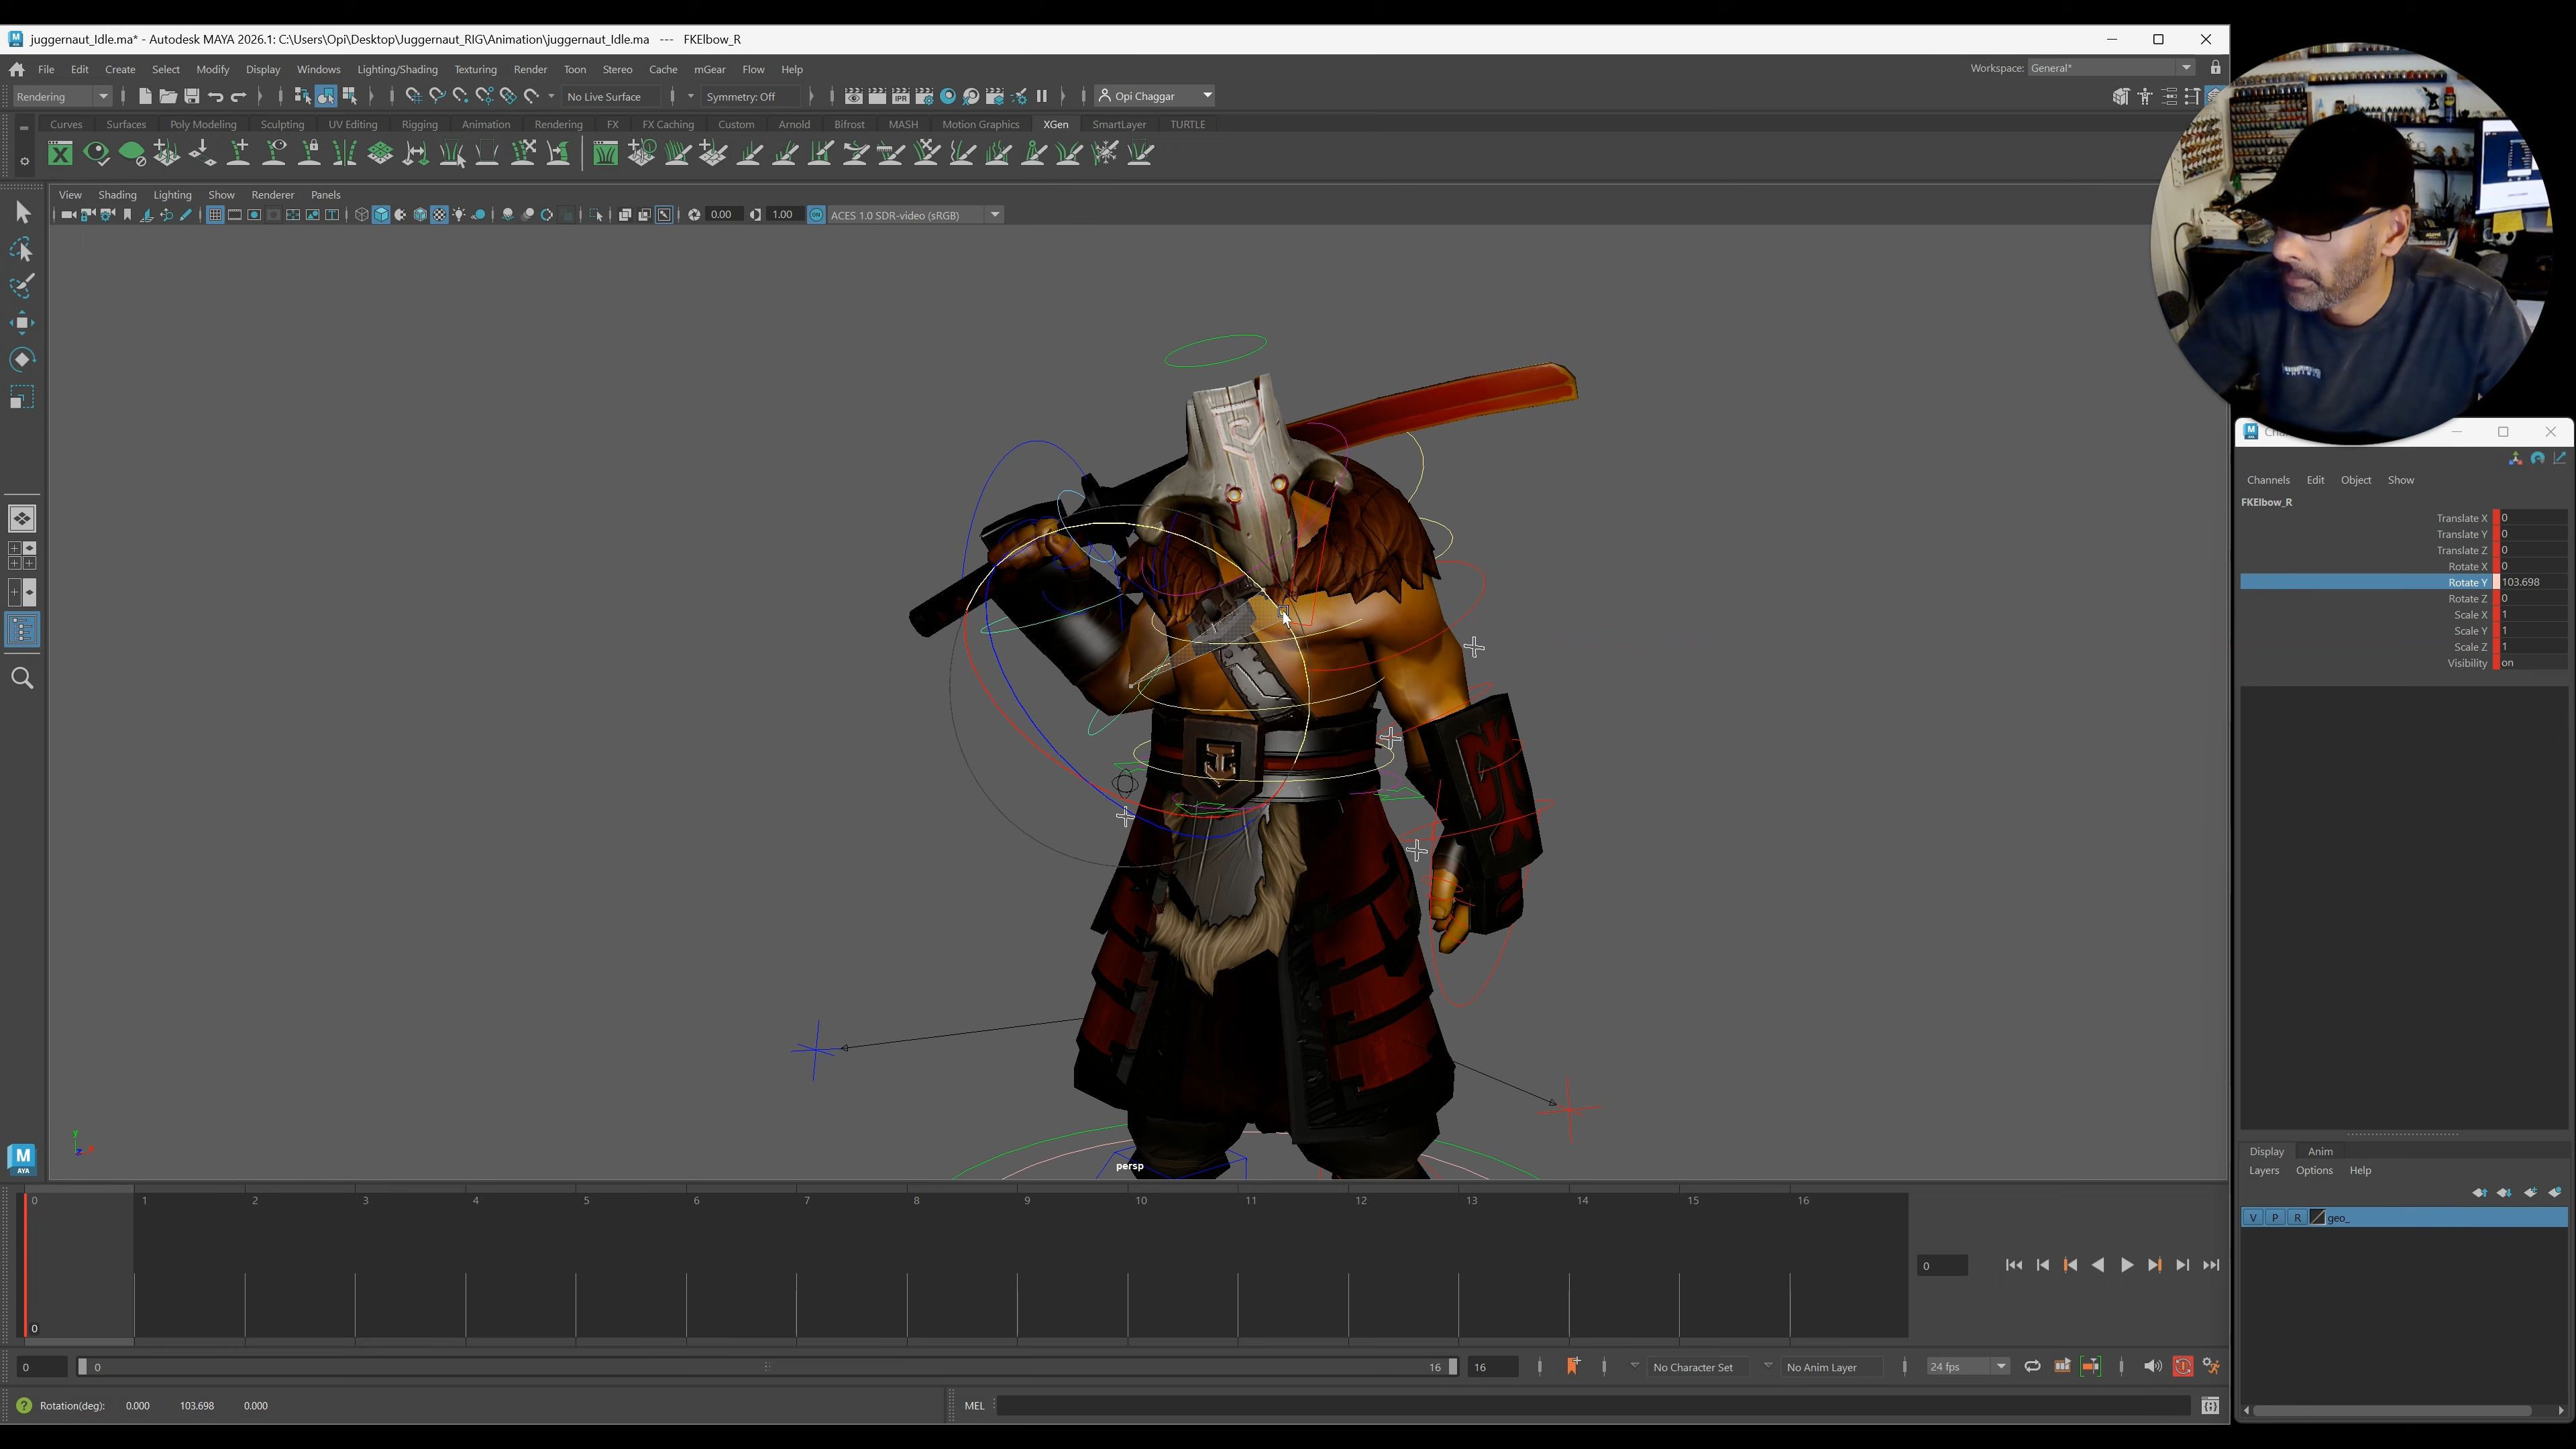 juggernaut_Idle.ma* - Autodesk MAYA 2026.1: C:\Users\Opi\Desktop\Juggernaut_RIG\Animation\juggernaut_Idle.ma --- FKElbow_R
File Edit Create Select Modify Display Windows Lighting/Shading Texturing Render Toon Stereo Cache mGear Flow Help
Workspace: General*
Rendering
No Live Surface
Symmetry: Off
IPR
Opi Chaggar
Curves Surfaces Poly Modeling Sculpting UV Editing Rigging Animation Rendering FX FX Caching Custom Arnold Bifrost MASH Motion Graphics XGen SmartLayer TURTLE
View Shading Lighting Show Renderer Panels
0.00
1.00
ON
ACES 1.0 SDR-video (sRGB)
Channels Edit Object Show
FKElbow_R
Translate X 0
Translate Y 0
Translate Z 0
Rotate X 0
Rotate Y 103.698
Rotate Z 0
Scale X 1
Scale Y 1
Scale Z 1
Visibility on
y
z
x
persp
M
AYA
Display Anim
Layers Options Help
V P R geo_
0 1 2 3 4 5 6 7 8 9 10 11 12 13 14 15 16
0
0
0
0
16
16
No Character Set
No Anim Layer
24 fps
Rotation(deg): 0.000 103.698 0.000
MEL